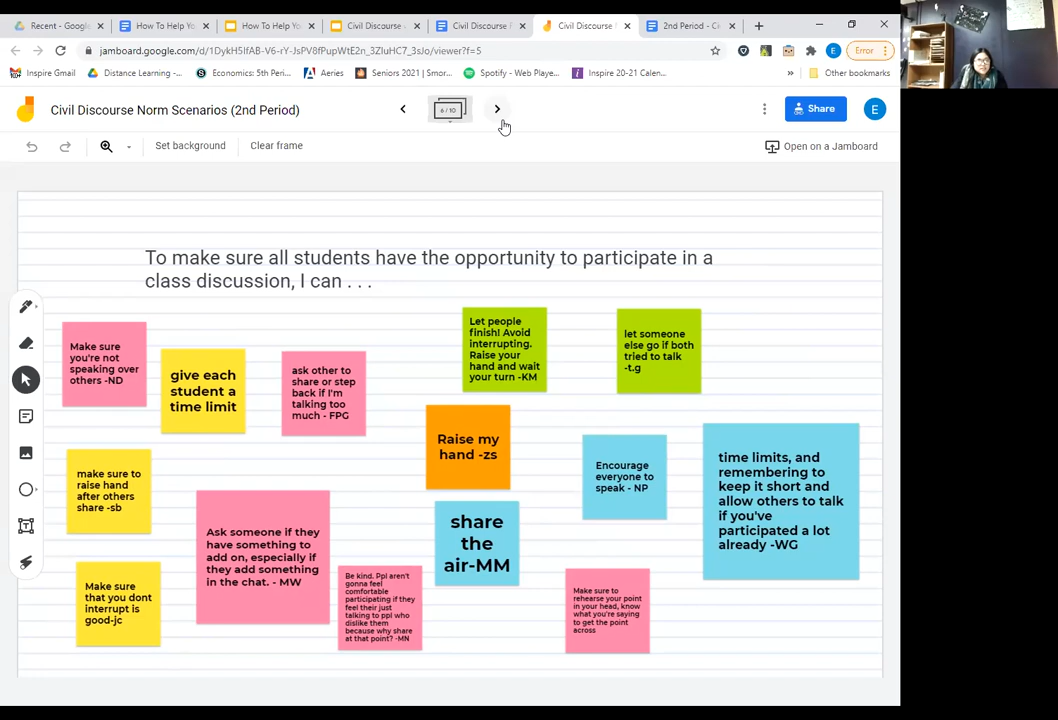 Recent - Google
How To Help Yo
How To Help Yo
Civil Discourse -
Civil Discourse
Civil Discourse
2nd Period - Ci
jamboard.google.com/d/1DykH5IfAB-V6-rY-JsPV8fPupWtE2n_3ZIuHC7_3sJo/viewer?f=5
E
Error
Inspire Gmail
Distance Learning -...
Economics: 5th Peri...
Aeries
Seniors 2021 | Smor...
Spotify - Web Playe...
Inspire 20-21 Calen...
»
Other bookmarks
Civil Discourse Norm Scenarios (2nd Period)
6 / 10
Share
E
Set background
Clear frame
Open on a Jamboard
To make sure all students have the opportunity to participate in a
class discussion, I can . . .
Make sure
you're not
speaking over
others -ND
give each
student a
time limit
ask other to
share or step
back if I'm
talking too
much - FPG
Let people
finish! Avoid
interrupting.
Raise your
hand and wait
your turn -KM
let someone
else go if both
tried to talk
-t.g
Raise my
hand -zs
make sure to
raise hand
after others
share -sb
Ask someone if they
have something to
add on, especially if
they add something
in the chat. - MW
share
the
air-MM
Encourage
everyone to
speak - NP
time limits, and
remembering to
keep it short and
allow others to talk
if you've
participated a lot
already -WG
Make sure
that you dont
interrupt is
good-jc
Be kind. Ppl aren't
gonna feel
comfortable
participating if they
feel their just
talking to ppl who
dislike them
because why share
at that point? -MN
Make sure to
rehearse your point
in your head, know
what you're saying
to get the point
across